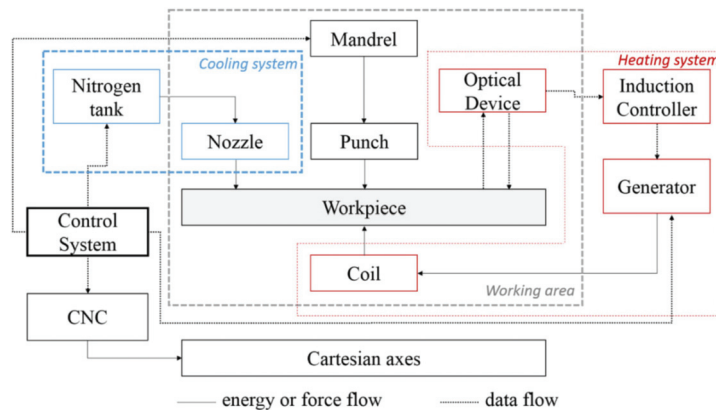 Mandrel
Cooling system
Heating system
Nitrogen
tank
Optical
Device
Induction
Controller
Nozzle
Punch
Generator
Workpiece
Control
System
Coil
Working area
CNC
Cartesian axes
energy or force flow
data flow